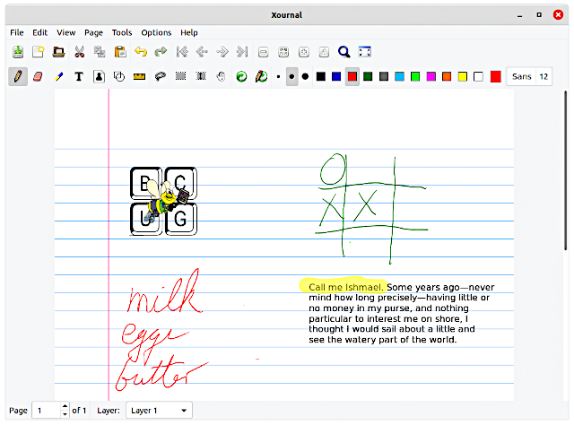 Xournal
File Edit View Page Tools Options Help
T Sans 12
B C
U G
O
X X
milk
eggs
butter
Call me Ishmael. Some years ago—never
mind how long precisely—having little or
no money in my purse, and nothing
particular to interest me on shore, I
thought I would sail about a little and
see the watery part of the world.
Page 1 of 1 Layer: Layer 1